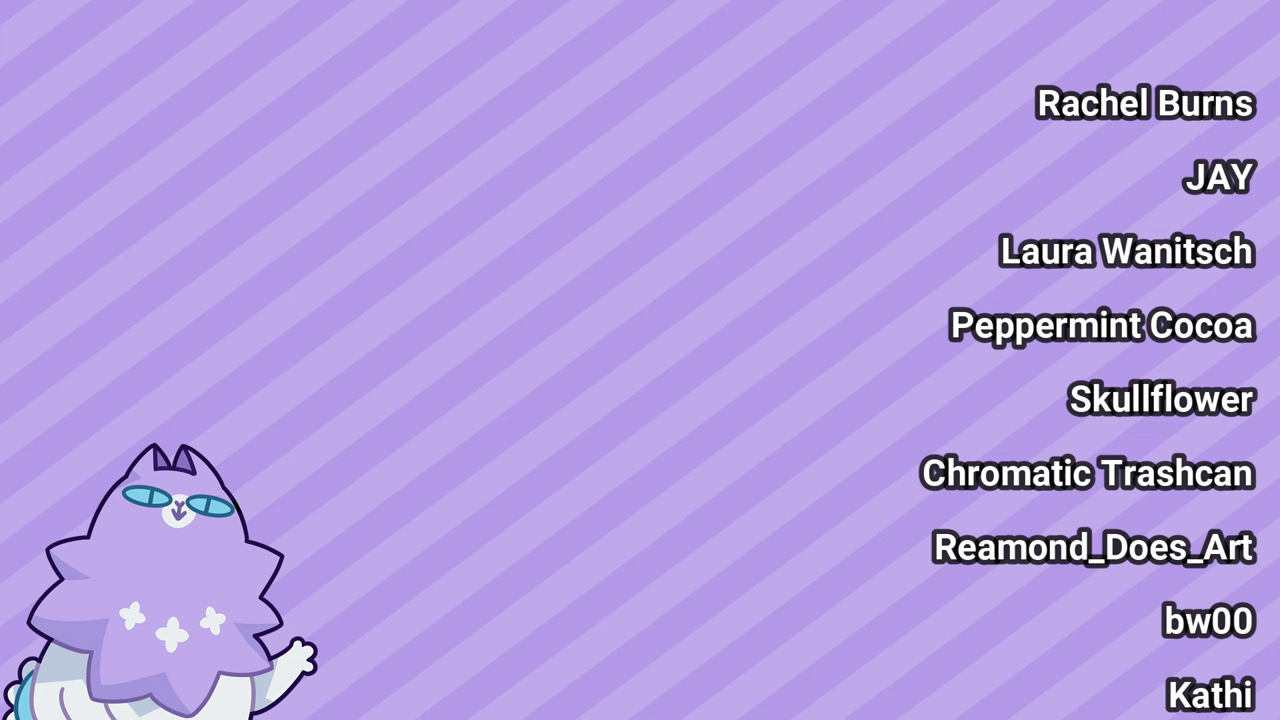 Rachel Burns
JAY
Laura Wanitsch
Peppermint Cocoa
Skullflower
Chromatic Trashcan
Reamond_Does_Art
bw00
Kathi